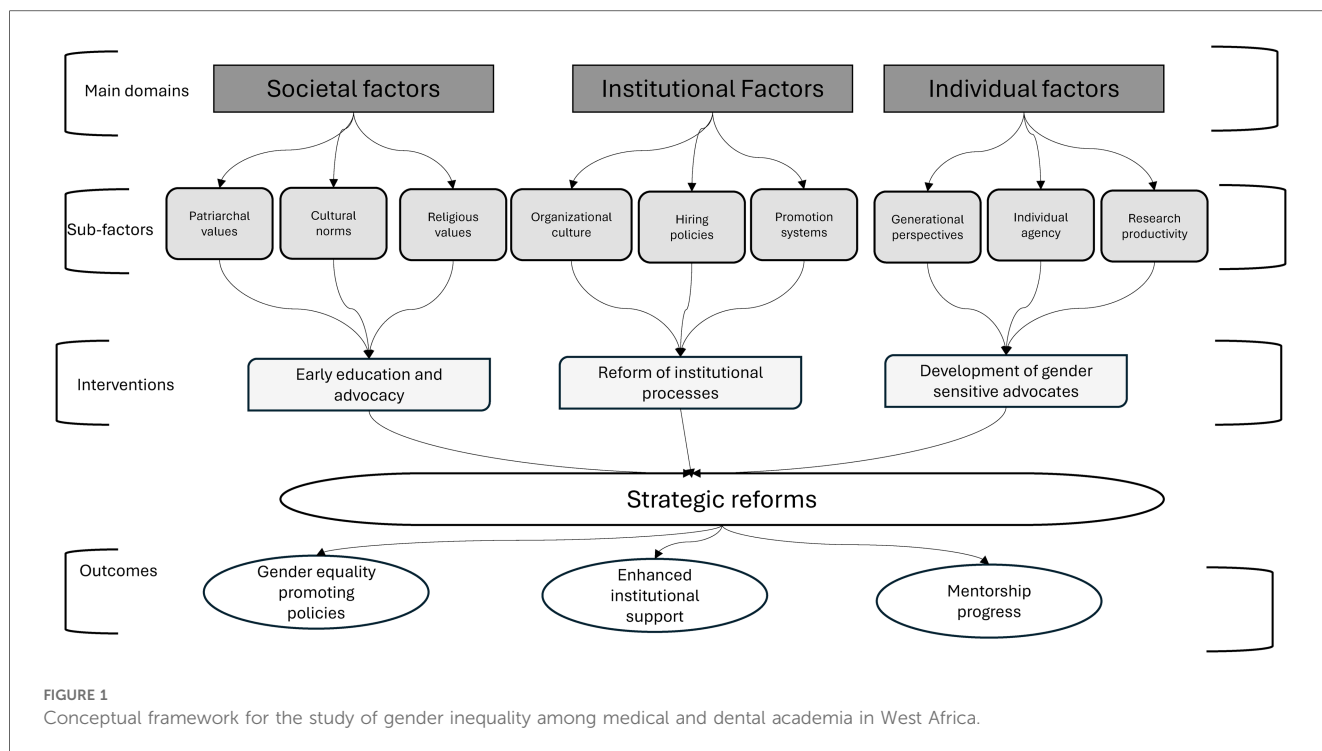 Main domains
Societal factors
Institutional Factors
Individual factors
Sub-factors
Patriarchal
values
Cultural
norms
Religious
values
Organizational
culture
Hiring
policies
Promotion
systems
Generational
perspectives
Individual
agency
Research
productivity
Interventions
Early education and
advocacy
Reform of institutional
processes
Development of gender
sensitive advocates
Strategic reforms
Outcomes
Gender equality
promoting
policies
Enhanced
institutional
support
Mentorship
progress
FIGURE 1
Conceptual framework for the study of gender inequality among medical and dental academia in West Africa.